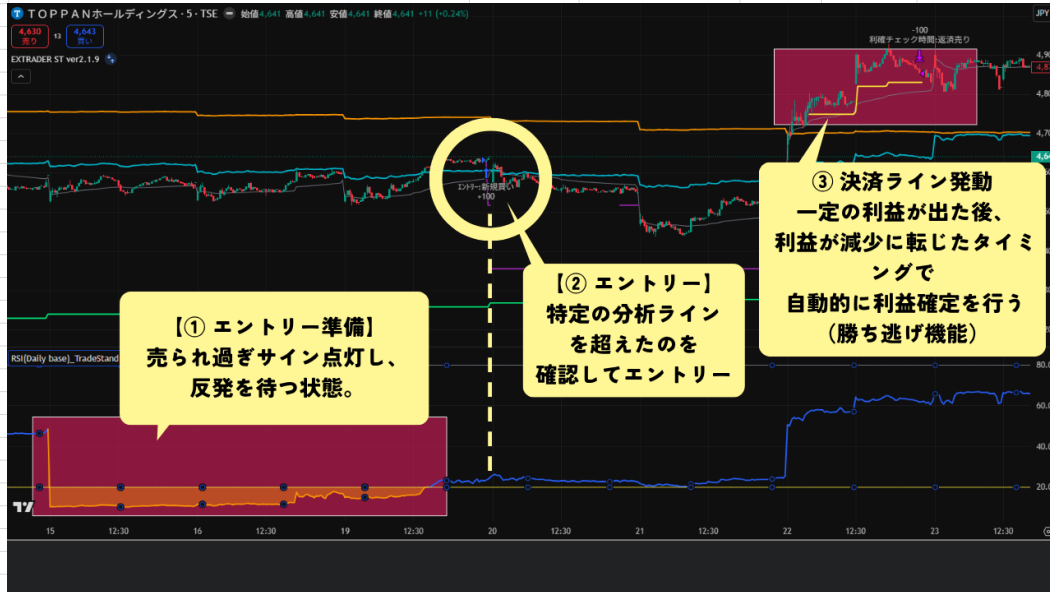 TOPPANホールディングス · 5 · TSE 始値4,641 高値4,641 安値4,641 終値4,641 +11 (+0.24%)
JPY
4,630
売り
13
4,643
買い
EXTRADER ST ver2.1.9
-100
利確チェック時間:返済売り
4,90
4,8
4,80
4,70
4,64
エントリー:新規買い
+100
③ 決済ライン発動
一定の利益が出た後、
利益が減少に転じたタイミ
ングで
自動的に利益確定を行う
（勝ち逃げ機能）
【② エントリー】
特定の分析ライン
を超えたのを
確認してエントリー
【① エントリー準備】
売られ過ぎサイン点灯し、
反発を待つ状態。
RSI(Daily base)_TradeStand
80.0
60.0
40.0
20.0
15 12:30 16 12:30 19 12:30 20 12:30 21 12:30 22 12:30 23 12:30